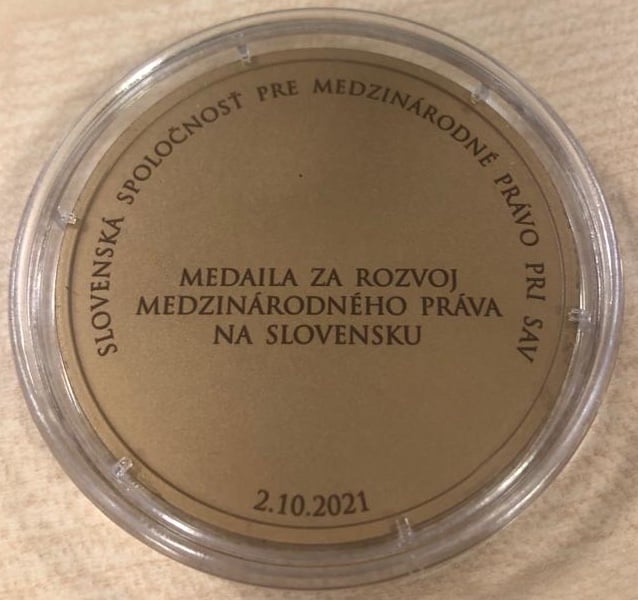 SLOVENSKÁ SPOLOČNOSŤ PRE MEDZINÁRODNÉ PRÁVO PRI SAV
MEDAILA ZA ROZVOJ
MEDZINÁRODNÉHO PRÁVA
NA SLOVENSKU
2.10.2021